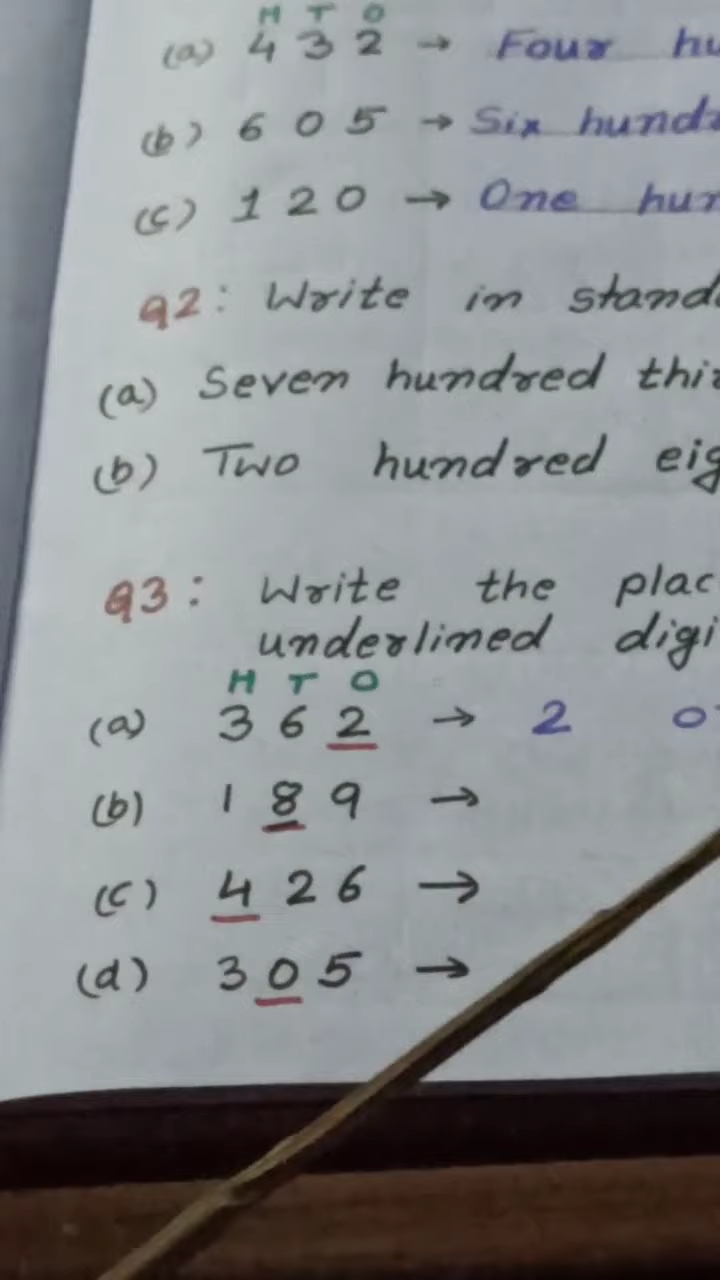 H T O
(a) 4 3 2 → Four
(b) 6 0 5 → Six
(c) 1 2 0 → One
Q2: Write in
(a) Seven hundred
(b) Two hundred
Q3: Write the
underlined
H T O
(a) 3 6 2 → 2
(b) 1 8 9 →
(c) 4 2 6 →
(d) 3 0 5 →